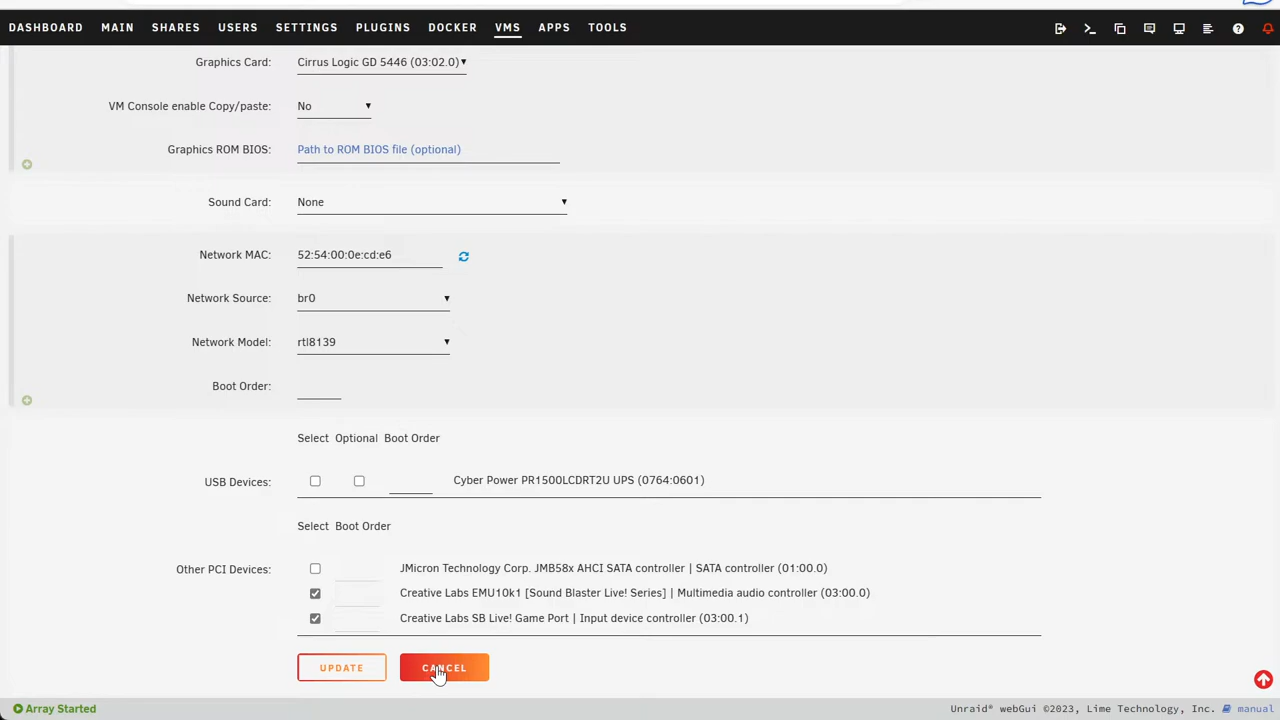 DASHBOARD MAIN SHARES USERS SETTINGS PLUGINS DOCKER VMS APPS TOOLS
Graphics Card: Cirrus Logic GD 5446 (03:02.0)
VM Console enable Copy/paste: No
Graphics ROM BIOS: Path to ROM BIOS file (optional)
Sound Card: None
Network MAC: 52:54:00:0e:cd:e6
Network Source: br0
Network Model: rtl8139
Boot Order:
Select Optional Boot Order
USB Devices: Cyber Power PR1500LCDRT2U UPS (0764:0601)
Select Boot Order
Other PCI Devices: JMicron Technology Corp. JMB58x AHCI SATA controller | SATA controller (01:00.0)
Creative Labs EMU10k1 [Sound Blaster Live! Series] | Multimedia audio controller (03:00.0)
Creative Labs SB Live! Game Port | Input device controller (03:00.1)
UPDATE CANCEL
Array Started Unraid® webGui ©2023, Lime Technology, Inc. manual